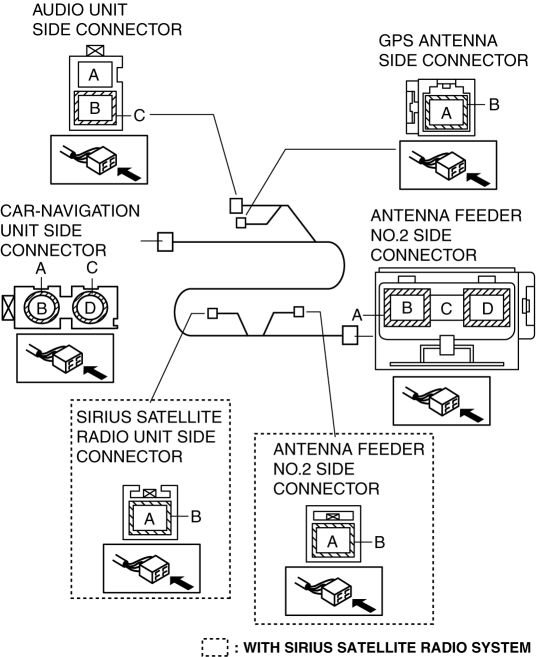 AUDIO UNIT
SIDE CONNECTOR
A
B
C
GPS ANTENNA
SIDE CONNECTOR
A
B
CAR-NAVIGATION
UNIT SIDE
CONNECTOR
A
C
B
D
ANTENNA FEEDER
NO.2 SIDE
CONNECTOR
A
B
C
D
SIRIUS SATELLITE
RADIO UNIT SIDE
CONNECTOR
A
B
ANTENNA FEEDER
NO.2 SIDE
CONNECTOR
A
B
: WITH SIRIUS SATELLITE RADIO SYSTEM